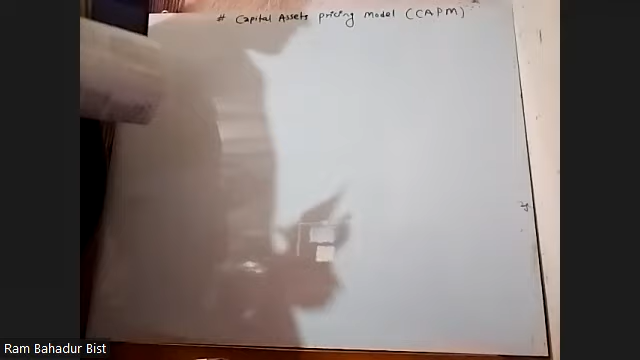 # Capital Assets pricing Model (CAPM)
Ram Bahadur Bist